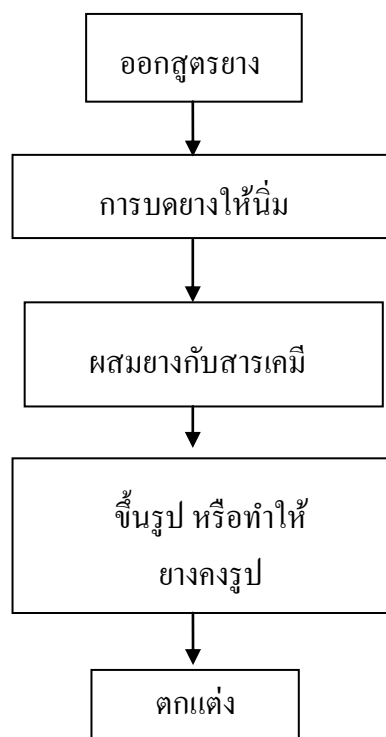 ออกสูตรยาง
การบดยางให้นิ่ม
ผสมยางกับสารเคมี
ขึ้นรูป หรือทำให้
ยางคงรูป
ตกแต่ง